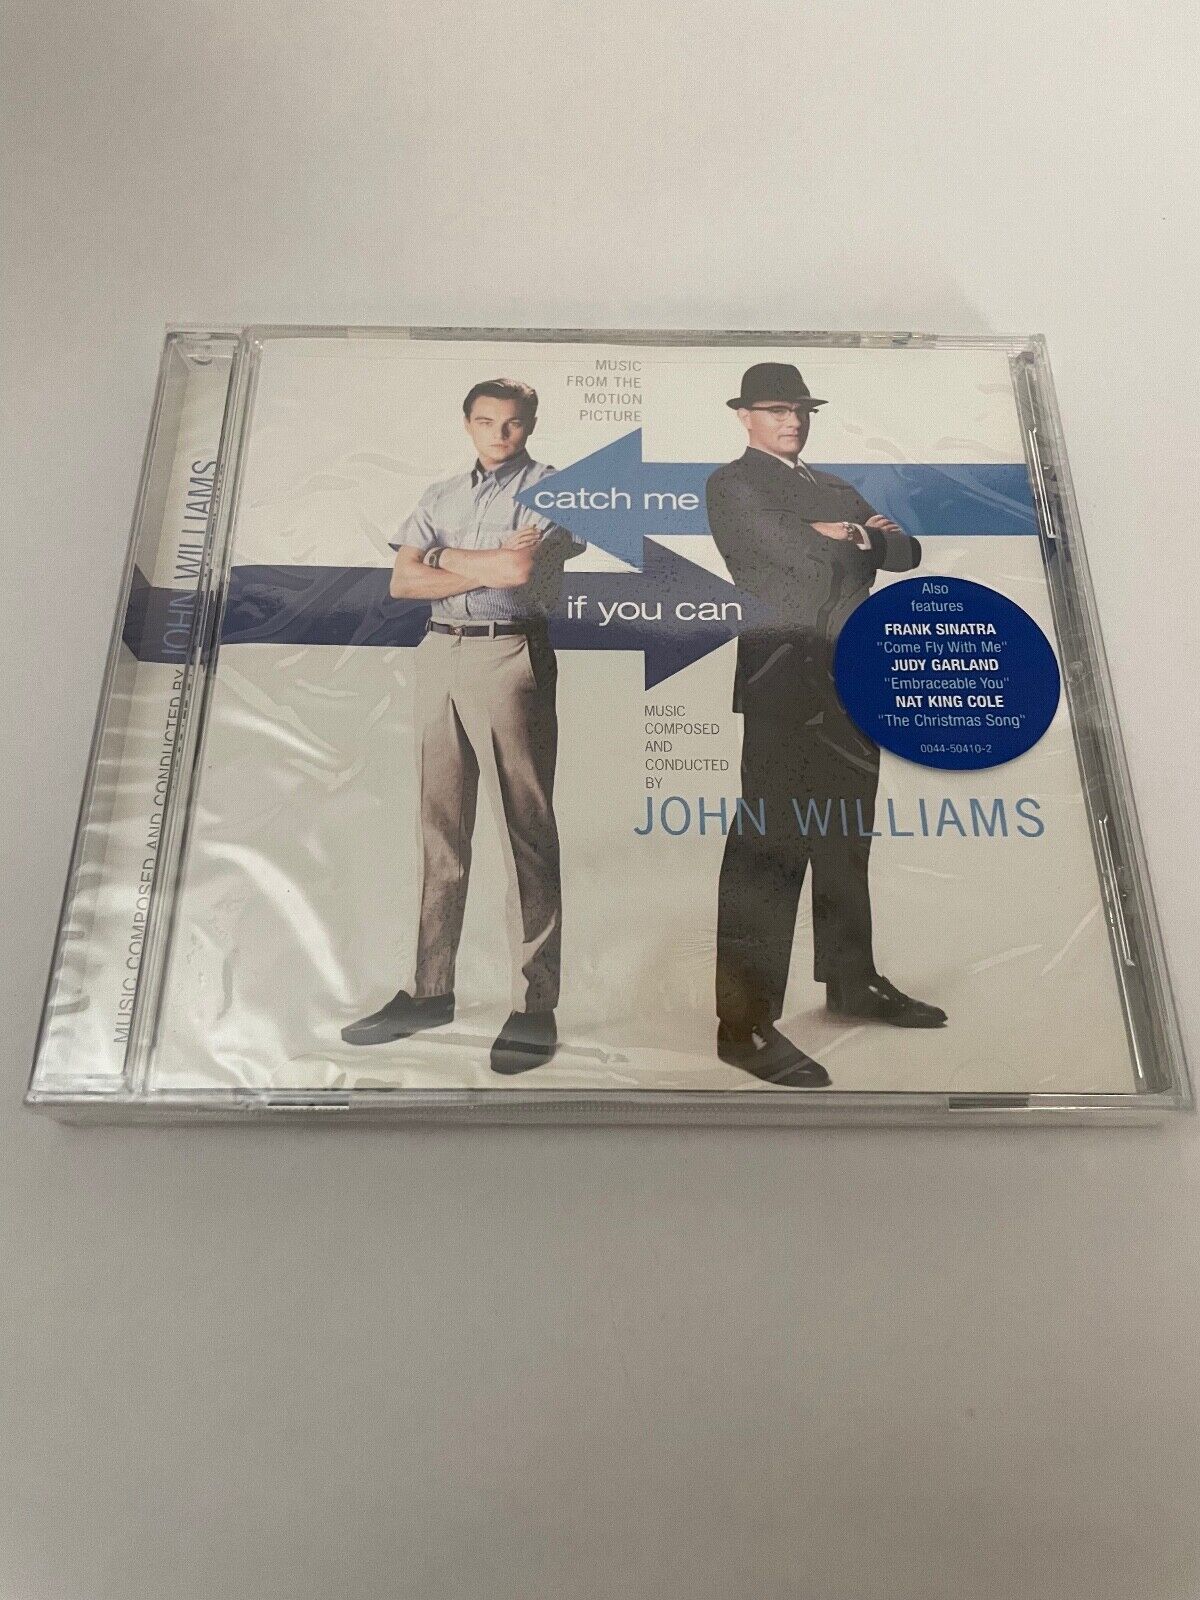 MUSIC
FROM THE
MOTION
PICTURE
catch me
if you can
Also
features
FRANK SINATRA
"Come Fly With Me"
JUDY GARLAND
"Embraceable You"
NAT KING COLE
"The Christmas Song"
0044-50410-2
MUSIC
COMPOSED
AND
CONDUCTED
BY
JOHN WILLIAMS
MUSIC COMPOSED AND CONDUCTED BY JOHN WILLIAMS